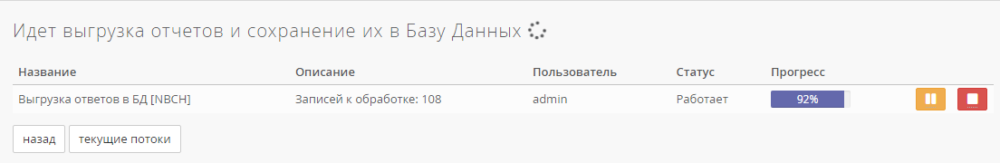 Идет выгрузка отчетов и сохранение их в Базу Данных
Название Описание Пользователь Статус Прогресс
Выгрузка ответов в БД [NBCH] Записей к обработке: 108 admin Работает 92%
назад текущие потоки